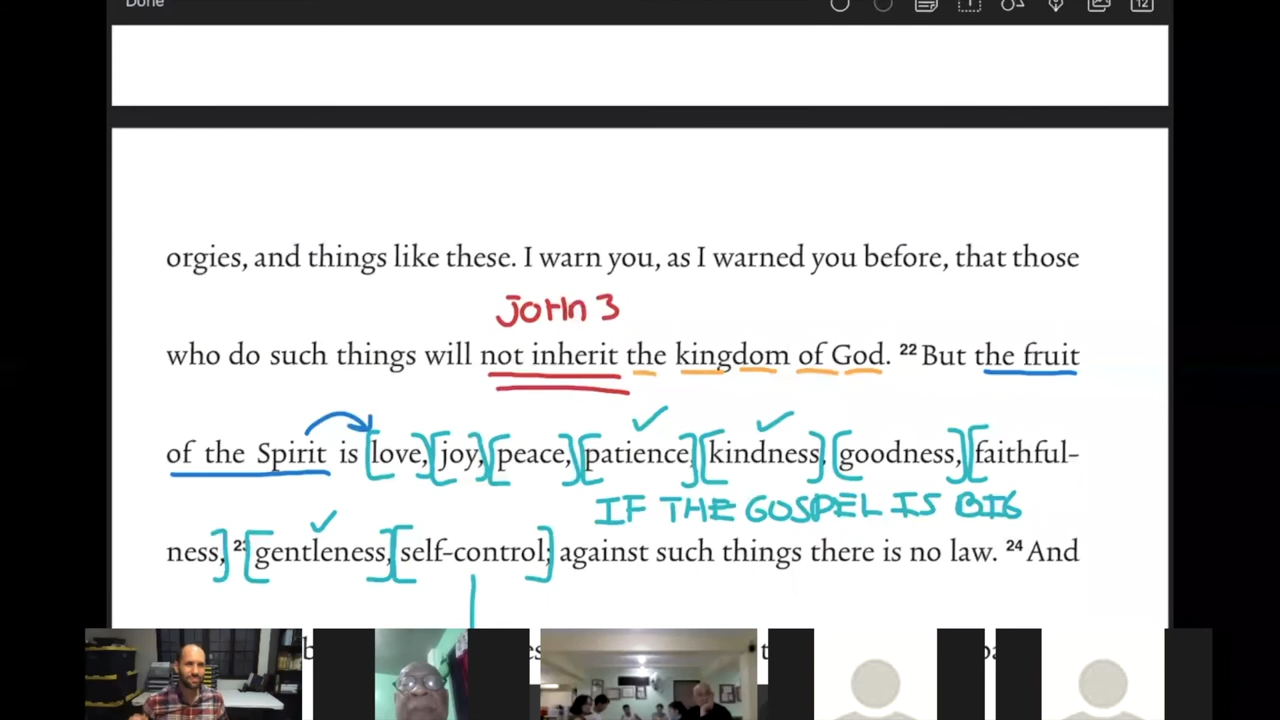 Done
12
orgies, and things like these. I warn you, as I warned you before, that those
John 3
who do such things will not inherit the kingdom of God. 22 But the fruit
of the Spirit is [love,] [joy,] [peace,] [patience,] [kindness], [goodness,] [faithful-
IF THE GOSPEL IS BIG
ness,] 23 [gentleness,] [self-control;] against such things there is no law. 24 And